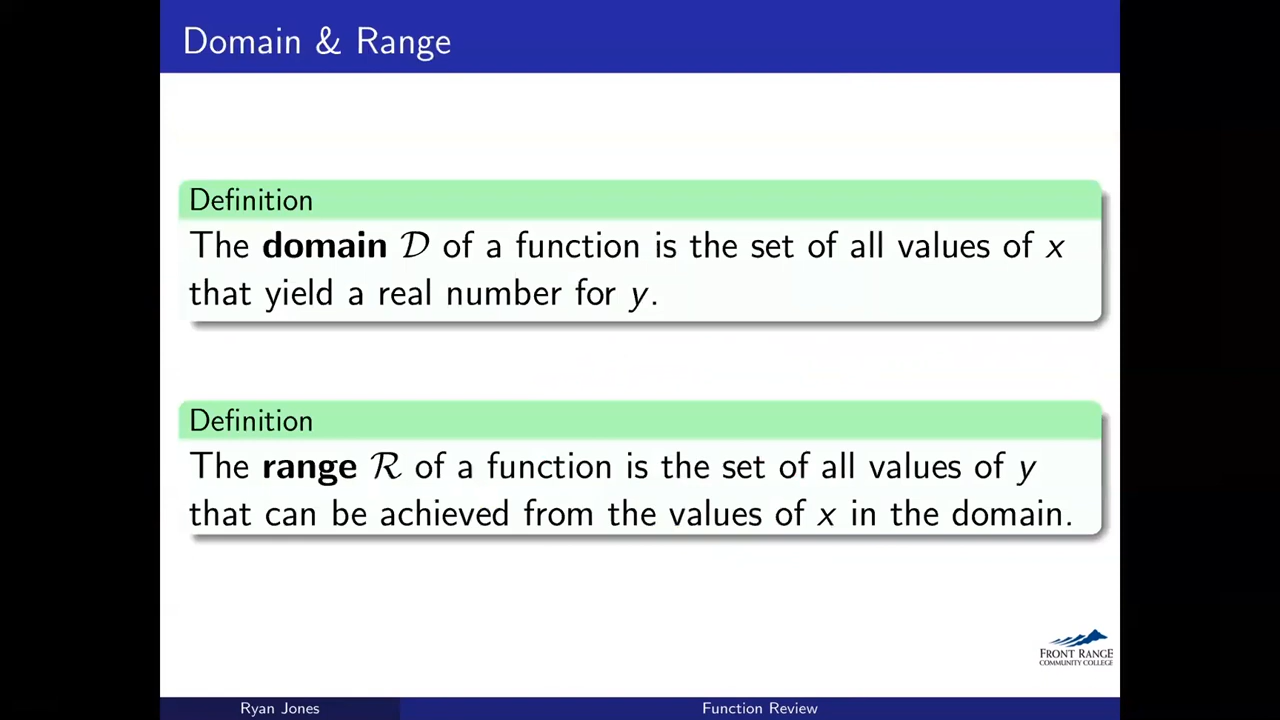 Domain & Range
Definition
The domain 𝒟 of a function is the set of all values of x
that yield a real number for y.
Definition
The range ℛ of a function is the set of all values of y
that can be achieved from the values of x in the domain.
FRONT RANGE
COMMUNITY COLLEGE
Ryan Jones
Function Review